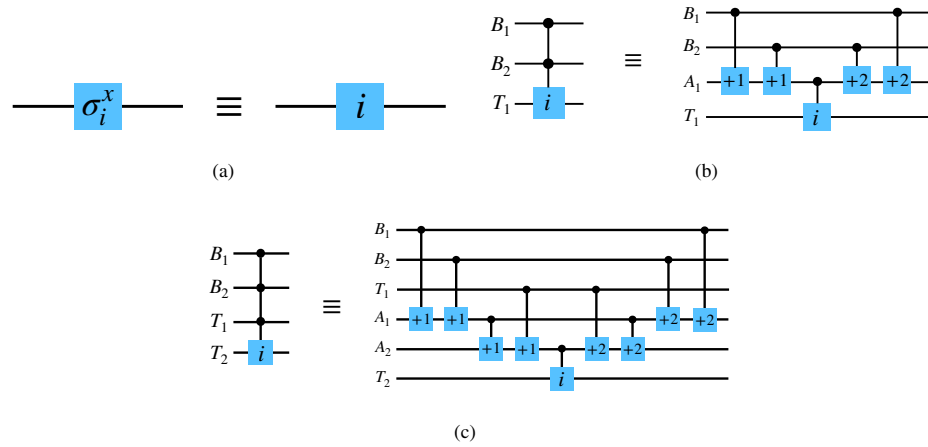 σ_i^x ≡ i
(a)
B₁
B₂
T₁
i
≡
B₁
B₂
A₁
T₁
+1 +1 +2 +2
i
(b)
B₁
B₂
T₁
T₂
i
≡
B₁
B₂
T₁
A₁
A₂
T₂
+1 +1 +2 +2
+1 +1 +2 +2
i
(c)